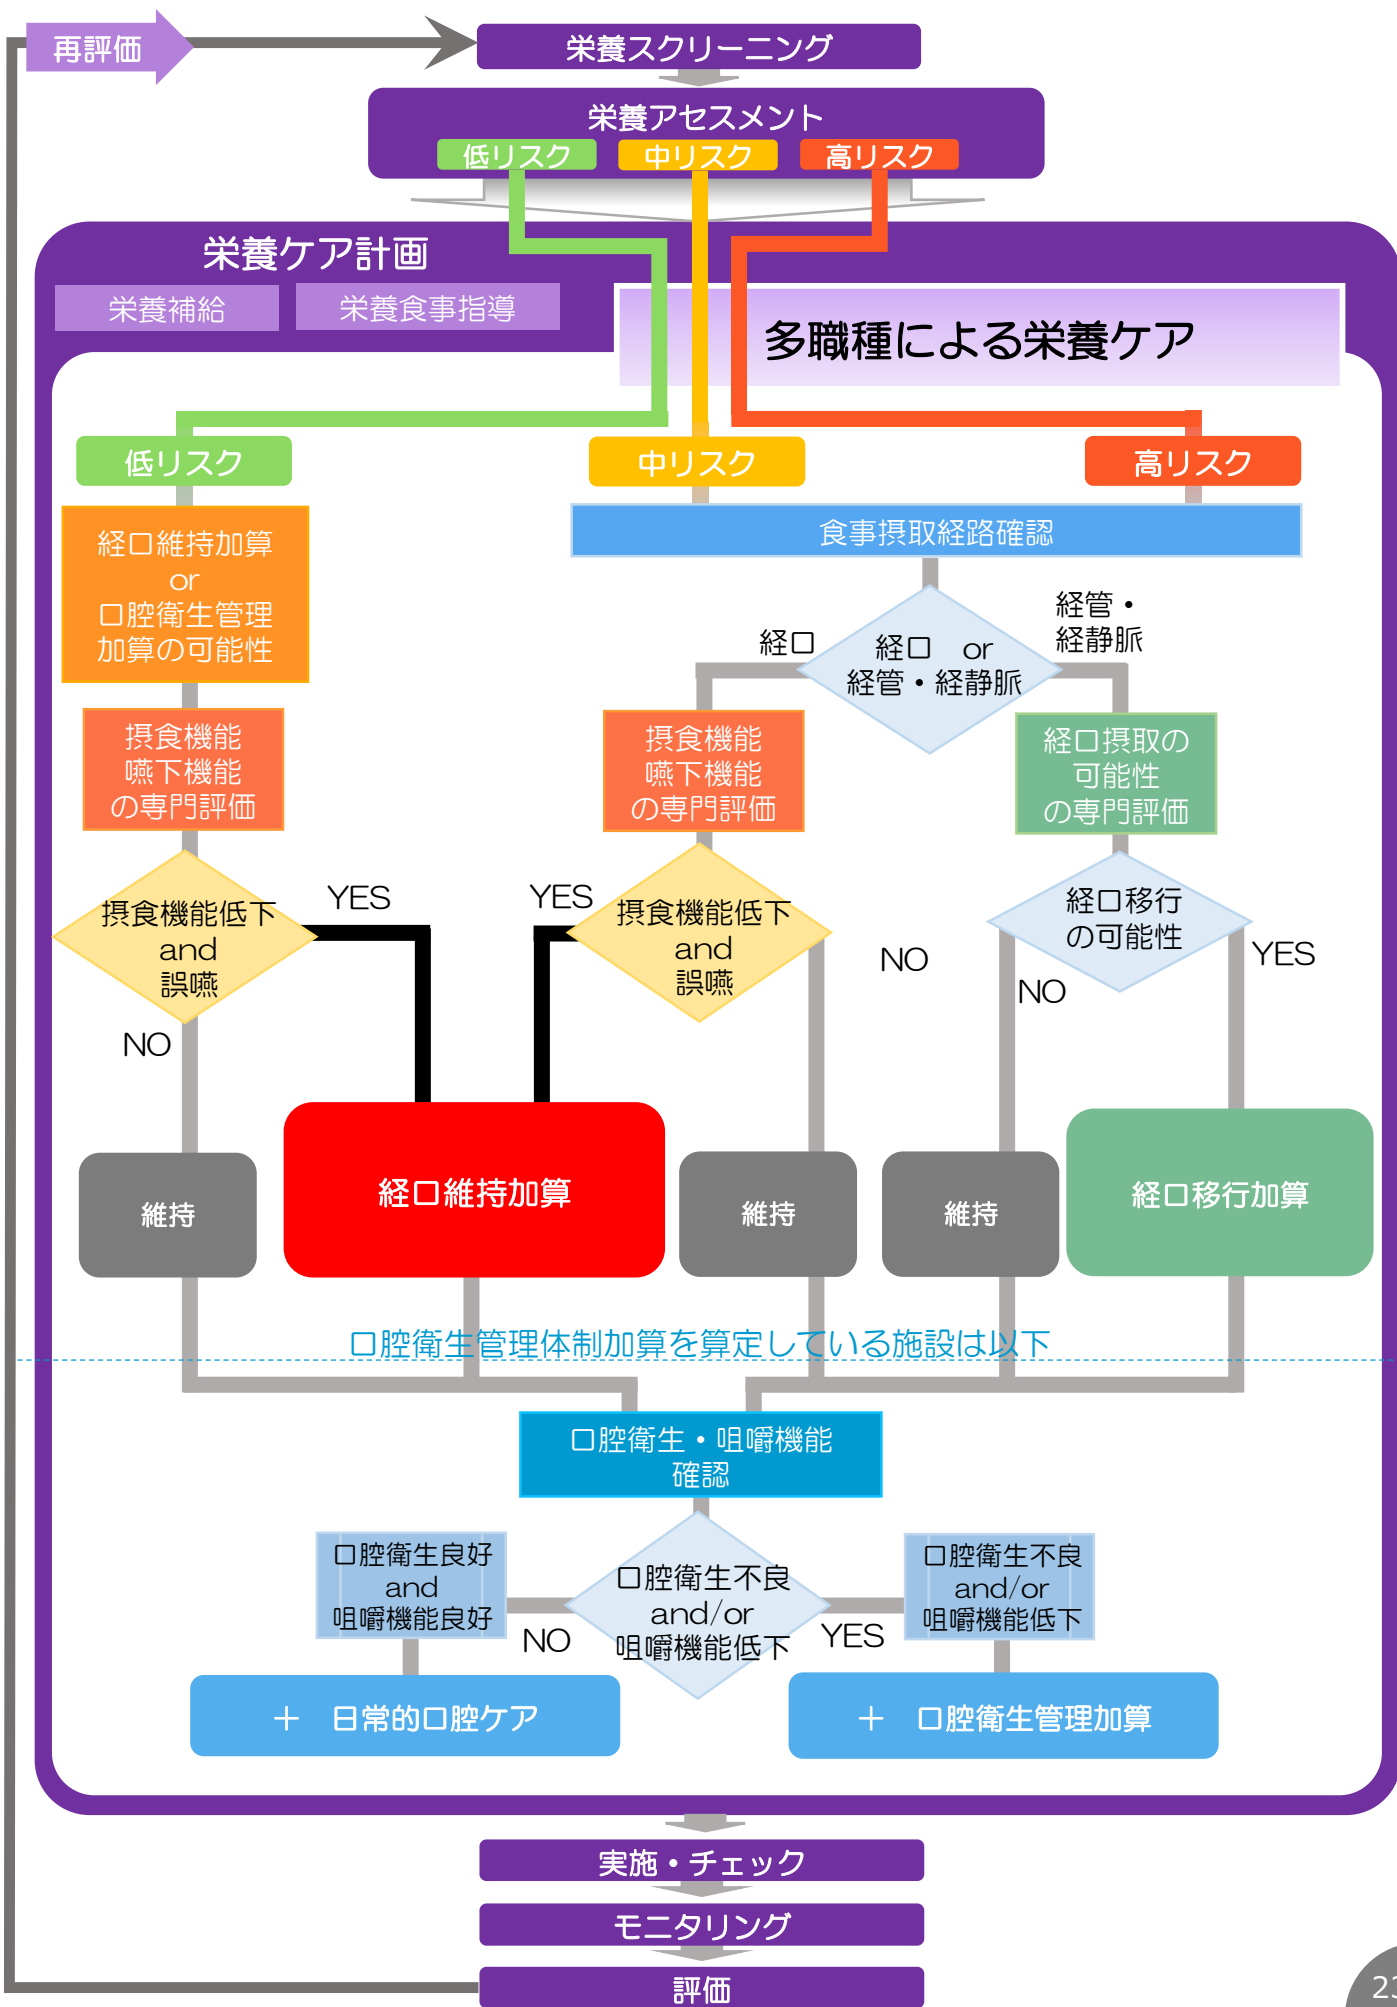 再評価
栄養スクリーニング
栄養アセスメント
低リスク
中リスク
高リスク
栄養ケア計画
栄養補給
栄養食事指導
多職種による栄養ケア
低リスク
中リスク
高リスク
経口維持加算
or
口腔衛生管理
加算の可能性
食事摂取経路確認
経口
経口 or
経管・経静脈
経管・
経静脈
摂食機能
嚥下機能
の専門評価
摂食機能
嚥下機能
の専門評価
経口摂取の
可能性
の専門評価
摂食機能低下
and
誤嚥
YES
NO
YES
摂食機能低下
and
誤嚥
NO
経口移行
の可能性
NO
YES
維持
経口維持加算
維持
維持
経口移行加算
口腔衛生管理体制加算を算定している施設は以下
口腔衛生・咀嚼機能
確認
口腔衛生良好
and
咀嚼機能良好
NO
口腔衛生不良
and/or
咀嚼機能低下
YES
口腔衛生不良
and/or
咀嚼機能低下
＋ 日常的口腔ケア
＋ 口腔衛生管理加算
実施・チェック
モニタリング
評価